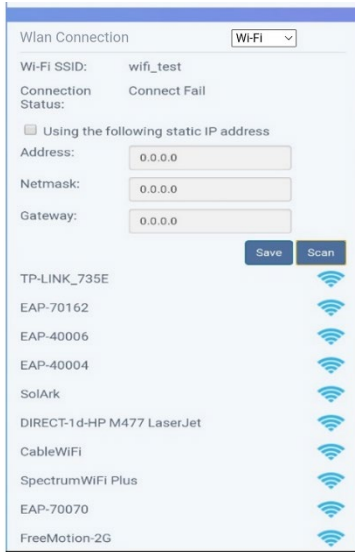 Wlan Connection Wi-Fi
Wi-Fi SSID: wifi_test
Connection Status: Connect Fail
Using the following static IP address
Address: 0.0.0.0
Netmask: 0.0.0.0
Gateway: 0.0.0.0
Save Scan
TP-LINK_735E
EAP-70162
EAP-40006
EAP-40004
SolArk
DIRECT-1d-HP M477 LaserJet
CableWiFi
SpectrumWiFi Plus
EAP-70070
FreeMotion-2G